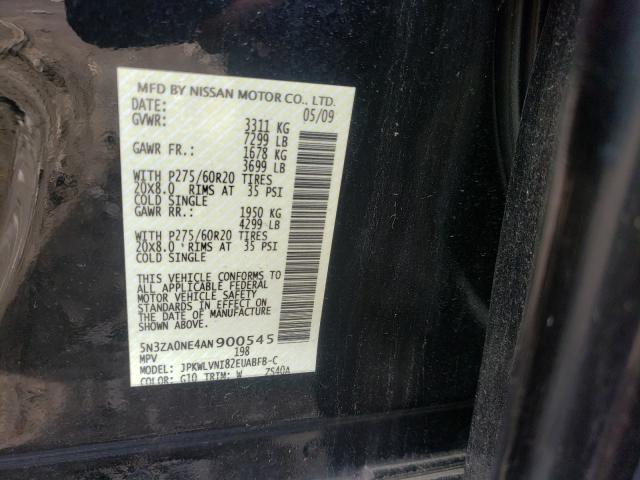 MFD BY NISSAN MOTOR CO., LTD.
DATE: 05/09
GVWR: 3311 KG
7299 LB
GAWR FR.: 1678 KG
3699 LB
WITH P275/60R20 TIRES
20X8.0 RIMS AT 35 PSI
COLD SINGLE
GAWR RR.: 1950 KG
4299 LB
WITH P275/60R20 TIRES
20X8.0 RIMS AT 35 PSI
COLD SINGLE
THIS VEHICLE CONFORMS TO
ALL APPLICABLE FEDERAL
MOTOR VEHICLE SAFETY
STANDARDS IN EFFECT ON
THE DATE OF MANUFACTURE
SHOWN ABOVE.
5N3ZA0NE4AN900545
MPV 198
MODEL: JPKWLVNI82EUABFB-C
COLOR: G10 TRIM: W ZS40A